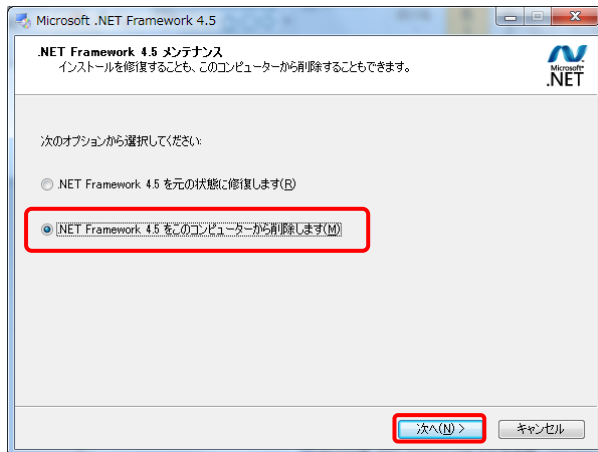 Microsoft .NET Framework 4.5
.NET Framework 4.5 メンテナンス
インストールを修復することも、このコンピューターから削除することもできます。
Microsoft
.NET
次のオプションから選択してください:
.NET Framework 4.5 を元の状態に修復します(R)
.NET Framework 4.5 をこのコンピューターから削除します(M)
次へ(N) >
キャンセル